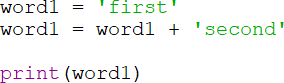 word1 = 'first'
word1 = word1 + 'second'
print(word1)